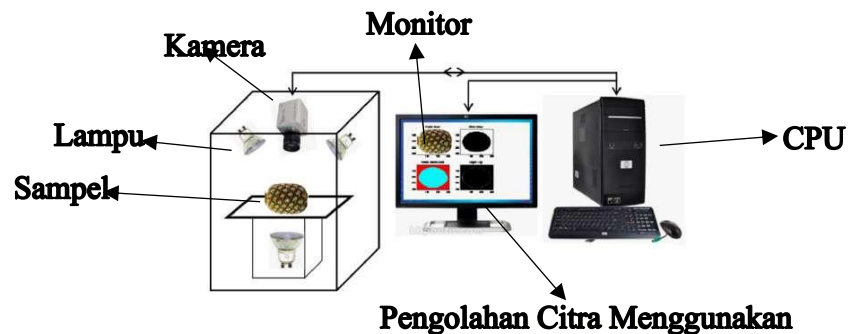 Monitor
Kamera
Lampu
CPU
Sampel
Pengolahan Citra Menggunakan